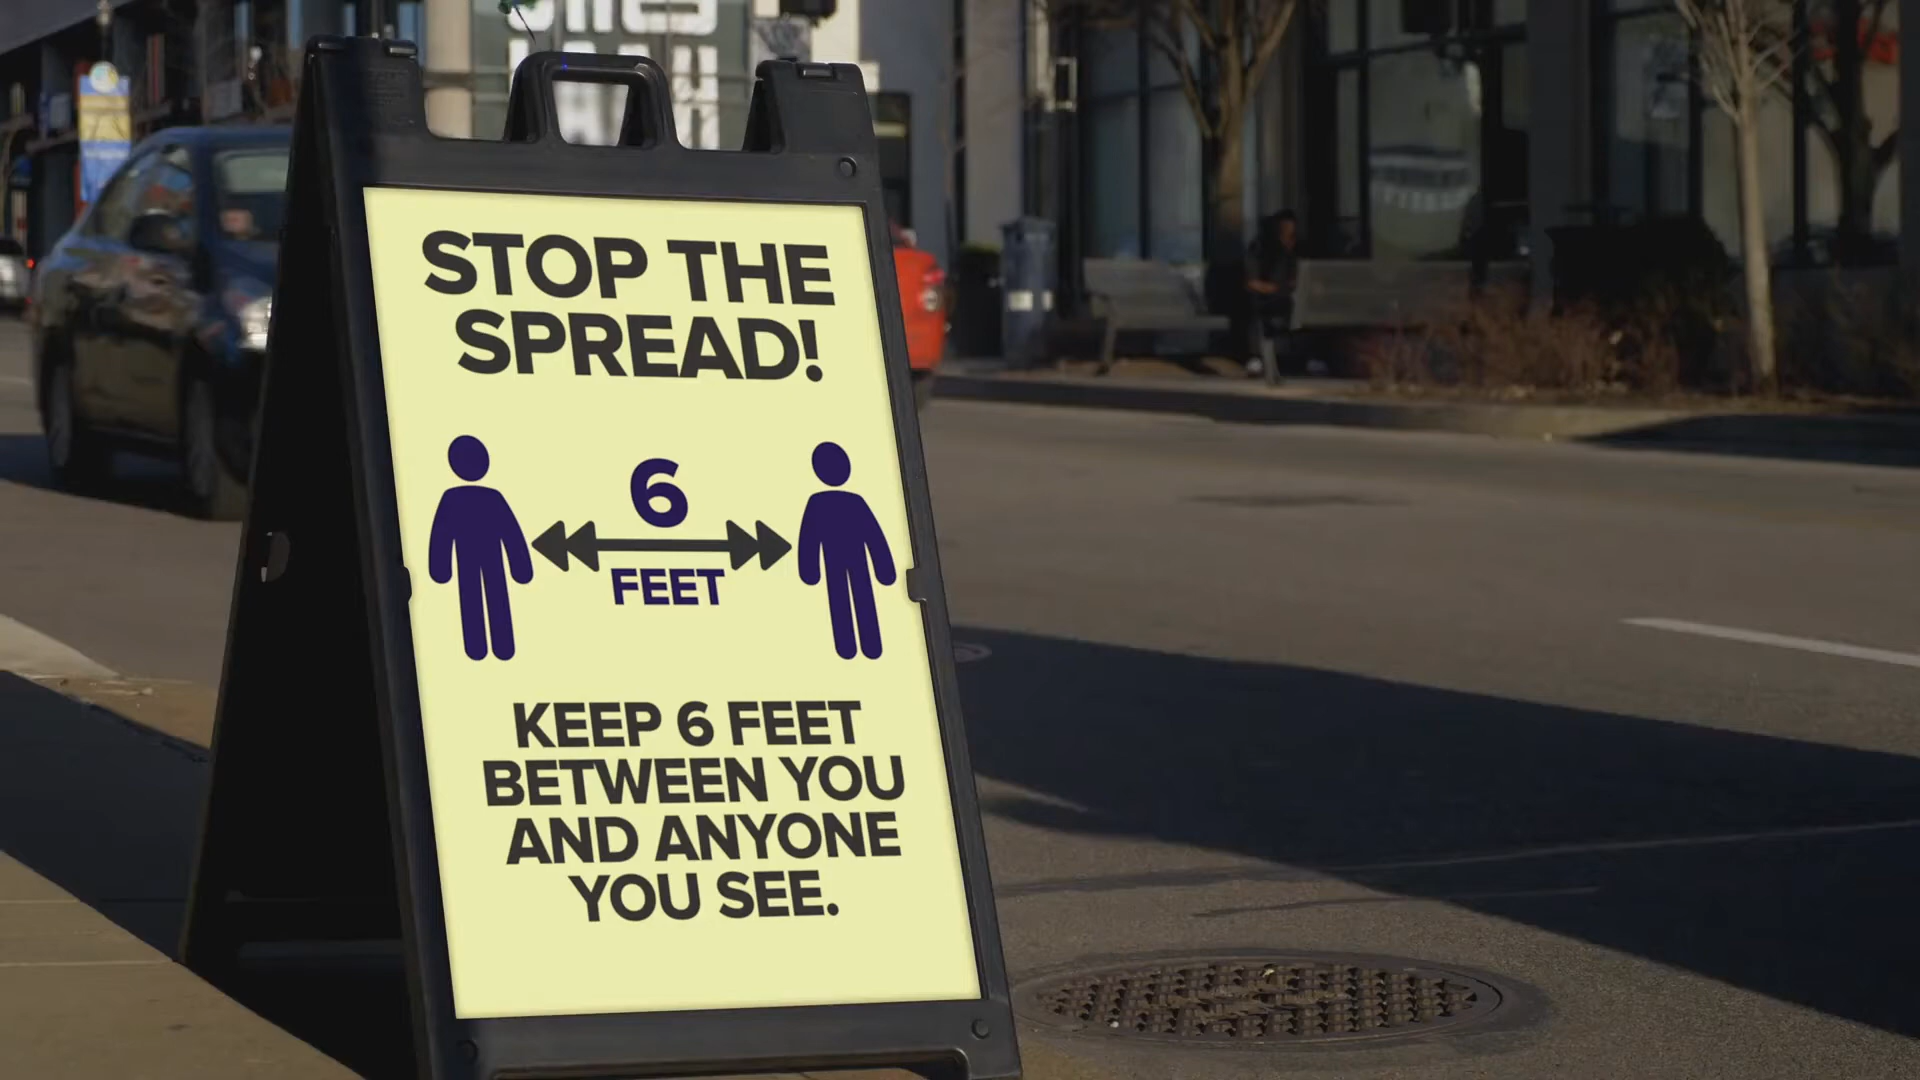 STOP THE
SPREAD!
6
FEET
KEEP 6 FEET
BETWEEN YOU
AND ANYONE
YOU SEE.